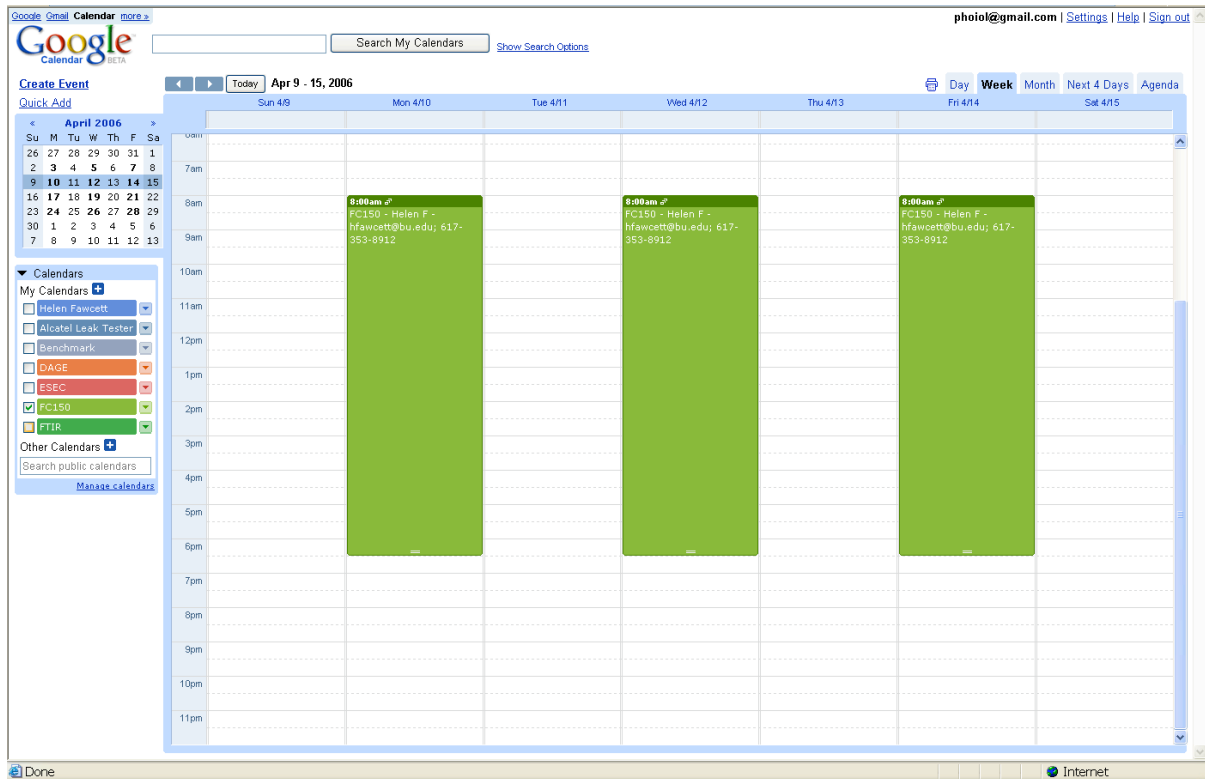 Google Gmail Calendar more »
phoiol@gmail.com | Settings | Help | Sign out
Google
Calendar BETA
Search My Calendars
Show Search Options
Create Event
Quick Add
Today Apr 9 - 15, 2006
Day Week Month Next 4 Days Agenda
« April 2006 »
Su M Tu W Th F Sa
26 27 28 29 30 31 1
2 3 4 5 6 7 8
9 10 11 12 13 14 15
16 17 18 19 20 21 22
23 24 25 26 27 28 29
30 1 2 3 4 5 6
7 8 9 10 11 12 13
Calendars
My Calendars
Helen Fawcett
Alcatel Leak Tester
Benchmark
DAGE
ESEC
FC150
FTIR
Other Calendars
Search public calendars
Manage calendars
Sun 4/9 Mon 4/10 Tue 4/11 Wed 4/12 Thu 4/13 Fri 4/14 Sat 4/15
7am
8am
9am
10am
11am
12pm
1pm
2pm
3pm
4pm
5pm
6pm
7pm
8pm
9pm
10pm
11pm
8:00am
FC150 - Helen F -
hfawcett@bu.edu; 617-
353-8912
8:00am
FC150 - Helen F -
hfawcett@bu.edu; 617-
353-8912
8:00am
FC150 - Helen F -
hfawcett@bu.edu; 617-
353-8912
Done
Internet